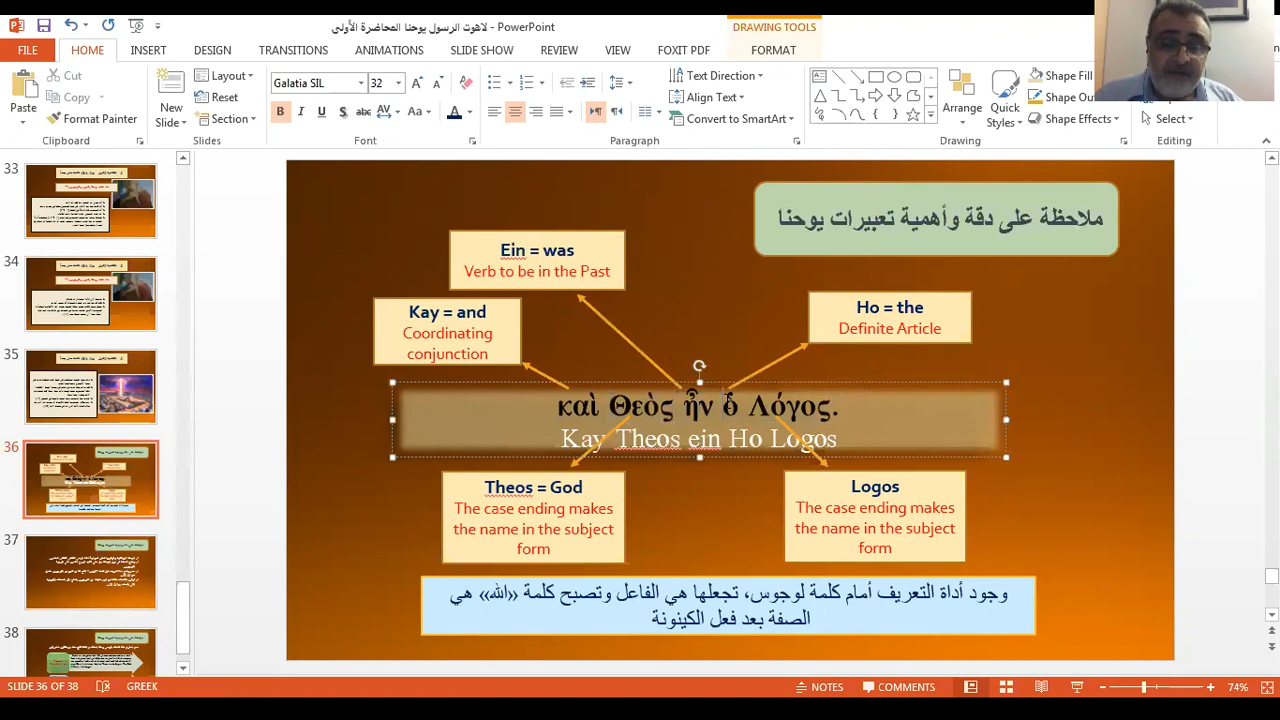 لاهوت الرسول يوحنا المحاضرة الأولى - PowerPoint
DRAWING TOOLS
FILE
HOME
INSERT
DESIGN
TRANSITIONS
ANIMATIONS
SLIDE SHOW
REVIEW
VIEW
FOXIT PDF
FORMAT
Paste
Cut
Copy
Format Painter
Clipboard
New
Slide
Layout
Reset
Section
Slides
Galatia SIL
32
Font
Text Direction
Align Text
Convert to SmartArt
Paragraph
Arrange
Quick
Styles
Shape Fill
Shape Ou
Shape Effects
Drawing
Select
Editing
33
34
35
36
37
38
ملاحظة على دقة وأهمية تعبيرات يوحنا
Ein = was
Verb to be in the Past
Kay = and
Coordinating
conjunction
Ho = the
Definite Article
καὶ Θεὸς ἦν ὁ Λόγος.
Kay Theos ein Ho Logos
Theos = God
The case ending makes
the name in the subject
form
Logos
The case ending makes
the name in the subject
form
وجود أداة التعريف أمام كلمة لوجوس، تجعلها هي الفاعل وتصبح كلمة «الله» هي
الصفة بعد فعل الكينونة
SLIDE 36 OF 38
GREEK
NOTES
COMMENTS
74%